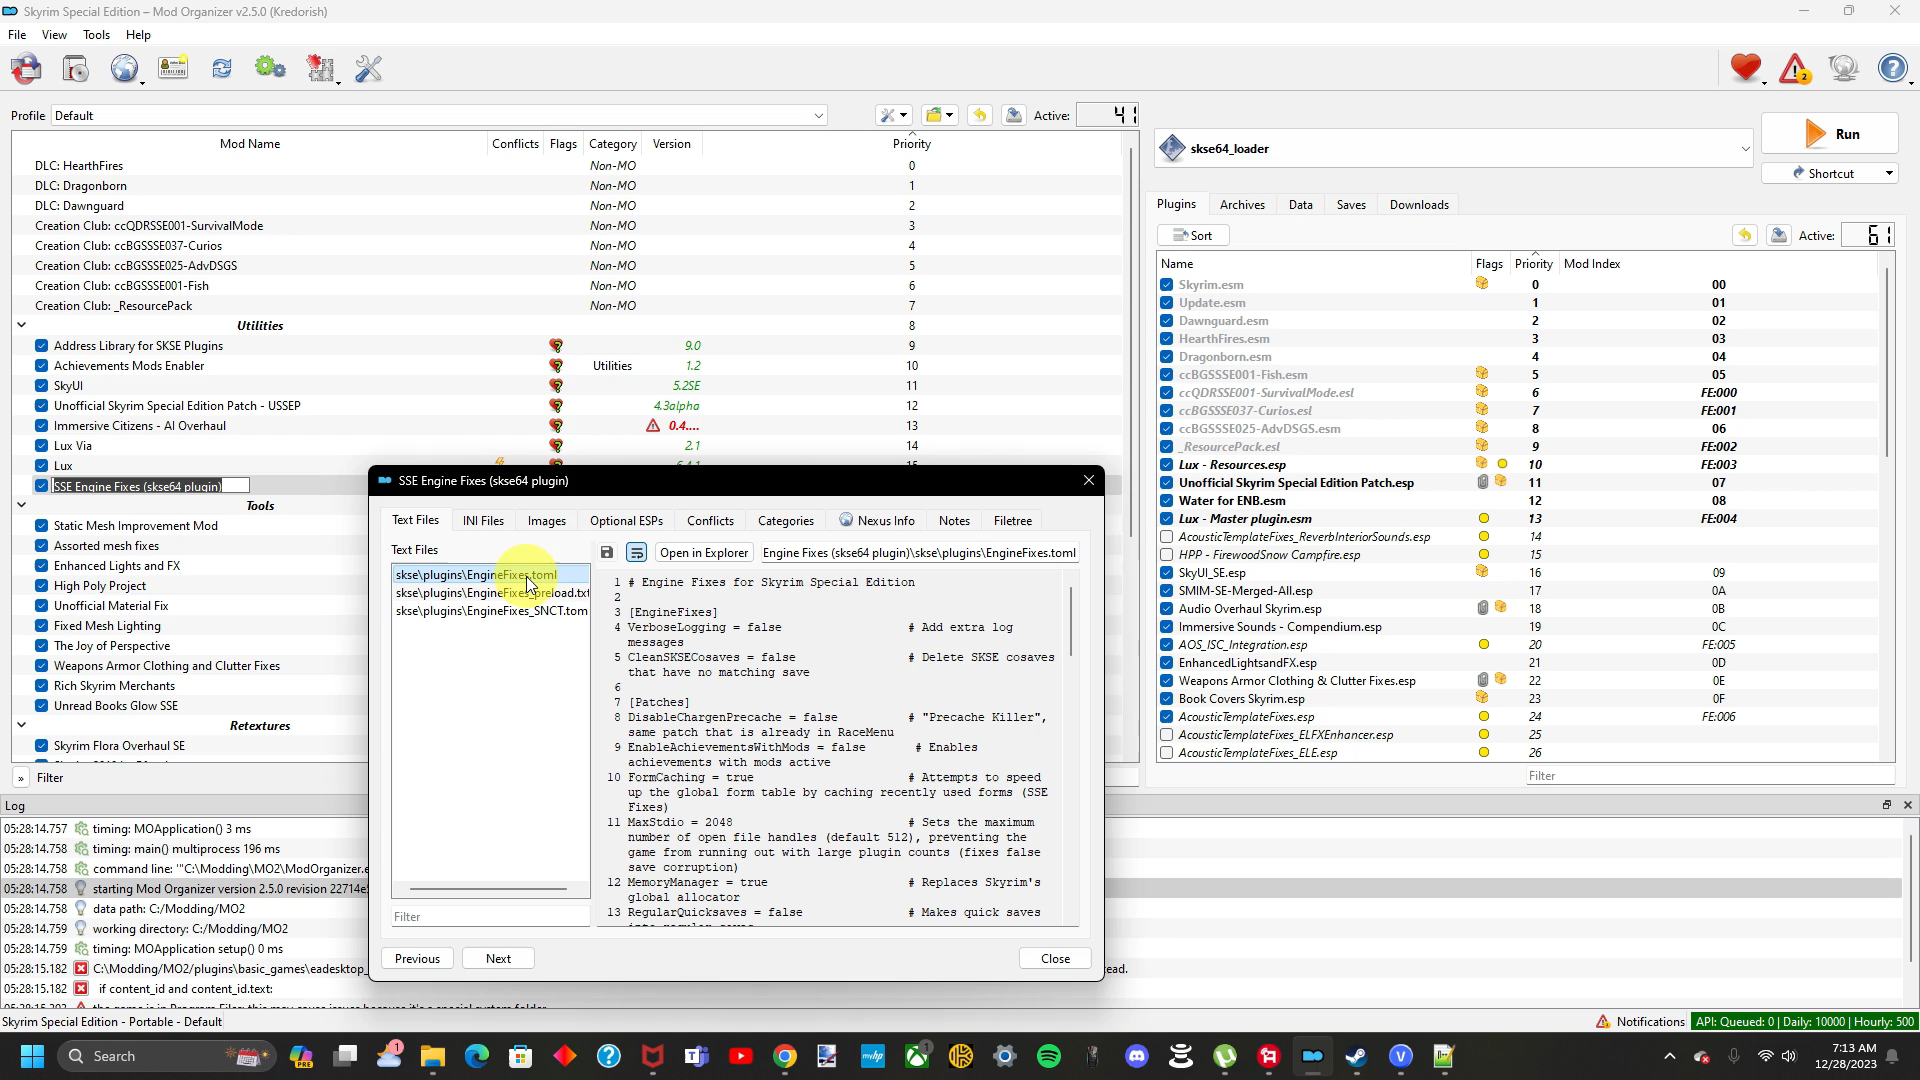 Skyrim Special Edition – Mod Organizer v2.5.0 (Kredorish)
File View Tools Help
Profile Default Active: 41
Mod Name Conflicts Flags Category Version Priority
DLC: HearthFires Non-MO 0
DLC: Dragonborn Non-MO 1
DLC: Dawnguard Non-MO 2
Creation Club: ccQDRSSE001-SurvivalMode Non-MO 3
Creation Club: ccBGSSSE037-Curios Non-MO 4
Creation Club: ccBGSSSE025-AdvDSGS Non-MO 5
Creation Club: ccBGSSSE001-Fish Non-MO 6
Creation Club: _ResourcePack Non-MO 7
Utilities 8
Address Library for SKSE Plugins 9.0 9
Achievements Mods Enabler Utilities 1.2 10
SkyUI 5.2SE 11
Unofficial Skyrim Special Edition Patch - USSEP 4.3alpha 12
Immersive Citizens - AI Overhaul 0.4.... 13
Lux Via 2.1 14
Lux
SSE Engine Fixes (skse64 plugin)
Tools
Static Mesh Improvement Mod
Assorted mesh fixes
Enhanced Lights and FX
High Poly Project
Unofficial Material Fix
Fixed Mesh Lighting
The Joy of Perspective
Weapons Armor Clothing and Clutter Fixes
Rich Skyrim Merchants
Unread Books Glow SSE
Retextures
Skyrim Flora Overhaul SE
» Filter
skse64_loader
Run
Shortcut
Plugins Archives Data Saves Downloads
Sort Active: 61
Name Flags Priority Mod Index
Skyrim.esm 0 00
Update.esm 1 01
Dawnguard.esm 2 02
HearthFires.esm 3 03
Dragonborn.esm 4 04
ccBGSSSE001-Fish.esm 5 05
ccQDRSSE001-SurvivalMode.esl 6 FE:000
ccBGSSSE037-Curios.esl 7 FE:001
ccBGSSSE025-AdvDSGS.esm 8 06
_ResourcePack.esl 9 FE:002
Lux - Resources.esp 10 FE:003
Unofficial Skyrim Special Edition Patch.esp 11 07
Water for ENB.esm 12 08
Lux - Master plugin.esm 13 FE:004
AcousticTemplateFixes_ReverbInteriorSounds.esp 14
HPP - FirewoodSnow Campfire.esp 15
SkyUI_SE.esp 16 09
SMIM-SE-Merged-All.esp 17 0A
Audio Overhaul Skyrim.esp 18 0B
Immersive Sounds - Compendium.esp 19 0C
AOS_ISC_Integration.esp 20 FE:005
EnhancedLightsandFX.esp 21 0D
Weapons Armor Clothing & Clutter Fixes.esp 22 0E
Book Covers Skyrim.esp 23 0F
AcousticTemplateFixes.esp 24 FE:006
AcousticTemplateFixes_ELFXEnhancer.esp 25
AcousticTemplateFixes_ELE.esp 26
Filter
SSE Engine Fixes (skse64 plugin)
Text Files INI Files Images Optional ESPs Conflicts Categories Nexus Info Notes Filetree
Text Files
skse\plugins\EngineFixes.toml
skse\plugins\EngineFixes_preload.txt
skse\plugins\EngineFixes_SNCT.tom
Filter
Open in Explorer Engine Fixes (skse64 plugin)\skse\plugins\EngineFixes.toml
1 # Engine Fixes for Skyrim Special Edition
2
3 [EngineFixes]
4 VerboseLogging = false # Add extra log
messages
5 CleanSKSECosaves = false # Delete SKSE cosaves
that have no matching save
6
7 [Patches]
8 DisableChargenPrecache = false # "Precache Killer",
same patch that is already in RaceMenu
9 EnableAchievementsWithMods = false # Enables
achievements with mods active
10 FormCaching = true # Attempts to speed
up the global form table by caching recently used forms (SSE
Fixes)
11 MaxStdio = 2048 # Sets the maximum
number of open file handles (default 512), preventing the
game from running out with large plugin counts (fixes false
save corruption)
12 MemoryManager = true # Replaces Skyrim's
global allocator
13 RegularQuicksaves = false # Makes quick saves
Previous Next Close
Log
05:28:14.757 timing: MOApplication() 3 ms
05:28:14.758 timing: main() multiprocess 196 ms
05:28:14.758 command line: '"C:\Modding\MO2\ModOrganizer.e
05:28:14.758 starting Mod Organizer version 2.5.0 revision 22714e
05:28:14.758 data path: C:/Modding/MO2
05:28:14.759 working directory: C:/Modding/MO2
05:28:14.759 timing: MOApplication setup() 0 ms
05:28:15.182 C:\Modding/MO2/plugins\basic_games\eadesktop_ ead.
05:28:15.182 if content_id and content_id.text:
Skyrim Special Edition - Portable - Default
Notifications API: Queued: 0 | Daily: 10000 | Hourly: 500
Search
7:13 AM
12/28/2023